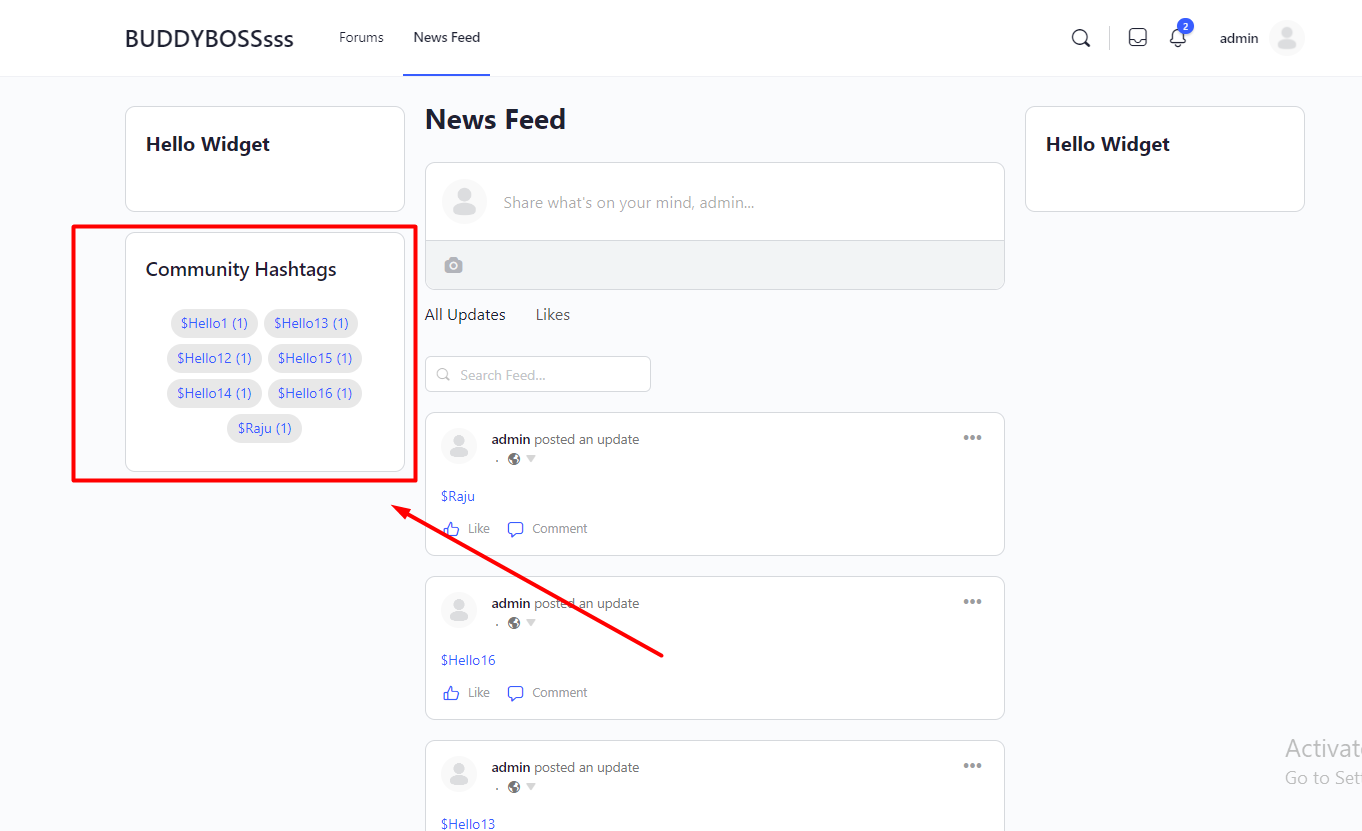 BUDDYBOSSsss
Forums
News Feed
2
admin
Hello Widget
Community Hashtags
$Hello1 (1) $Hello13 (1)
$Hello12 (1) $Hello15 (1)
$Hello14 (1) $Hello16 (1)
$Raju (1)
News Feed
Share what's on your mind, admin...
All Updates
Likes
Search Feed...
admin posted an update
$Raju
Like
Comment
admin posted an update
$Hello16
Like
Comment
admin posted an update
$Hello13
Hello Widget
Activate
Go to Sett